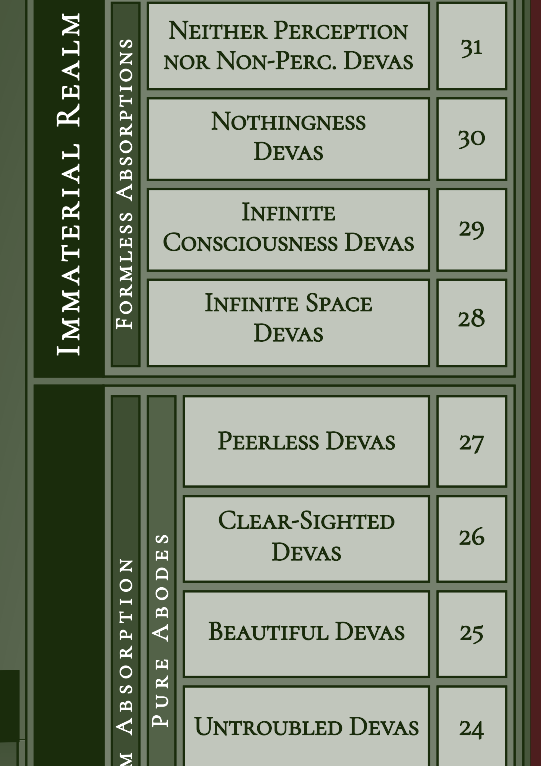 Immaterial Realm
Formless Absorptions
Neither Perception
nor Non-Perc. Devas
31
Nothingness
Devas
30
Infinite
Consciousness Devas
29
Infinite Space
Devas
28
Absorption
Pure Abodes
Peerless Devas
27
Clear-Sighted
Devas
26
Beautiful Devas
25
Untroubled Devas
24